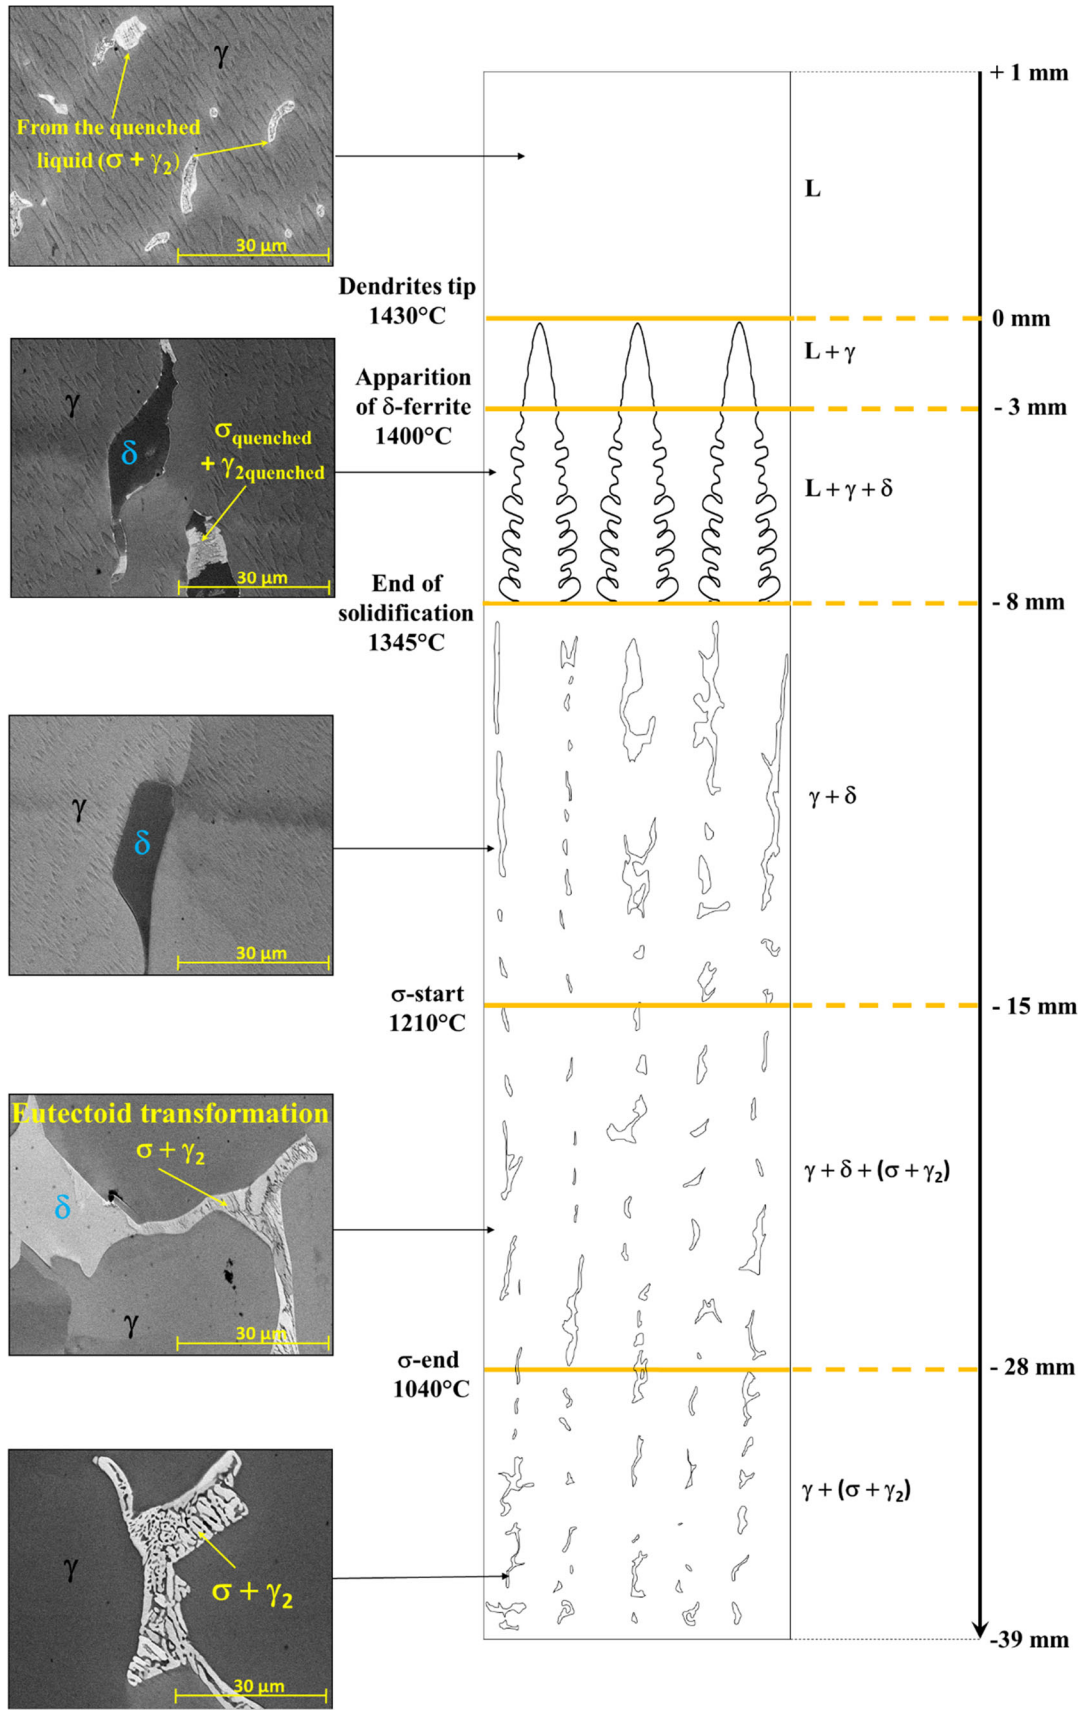 γ
From the quenched
liquid (σ + γ₂)
30 µm
+ 1 mm
L
Dendrites tip
1430°C
0 mm
L + γ
Apparition
of δ-ferrite
1400°C
- 3 mm
γ
δ
σquenched
+ γ2quenched
30 µm
L + γ + δ
End of
solidification
1345°C
- 8 mm
γ
δ
30 µm
γ + δ
σ-start
1210°C
- 15 mm
Eutectoid transformation
σ + γ₂
δ
γ
30 µm
γ + δ + (σ + γ₂)
σ-end
1040°C
- 28 mm
γ
σ + γ₂
30 µm
γ + (σ + γ₂)
-39 mm